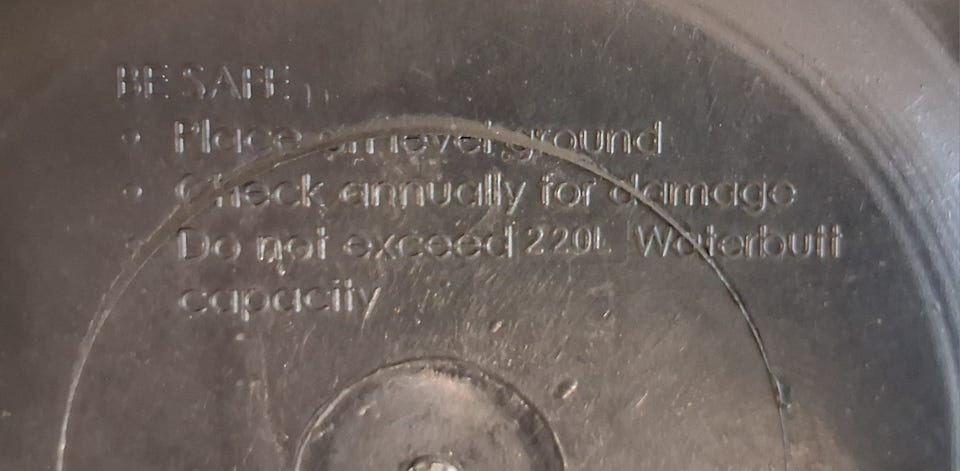 BE SAFE
• Place on level ground
• Check annually for damage
• Do not exceed 220L Waterbutt
capacity